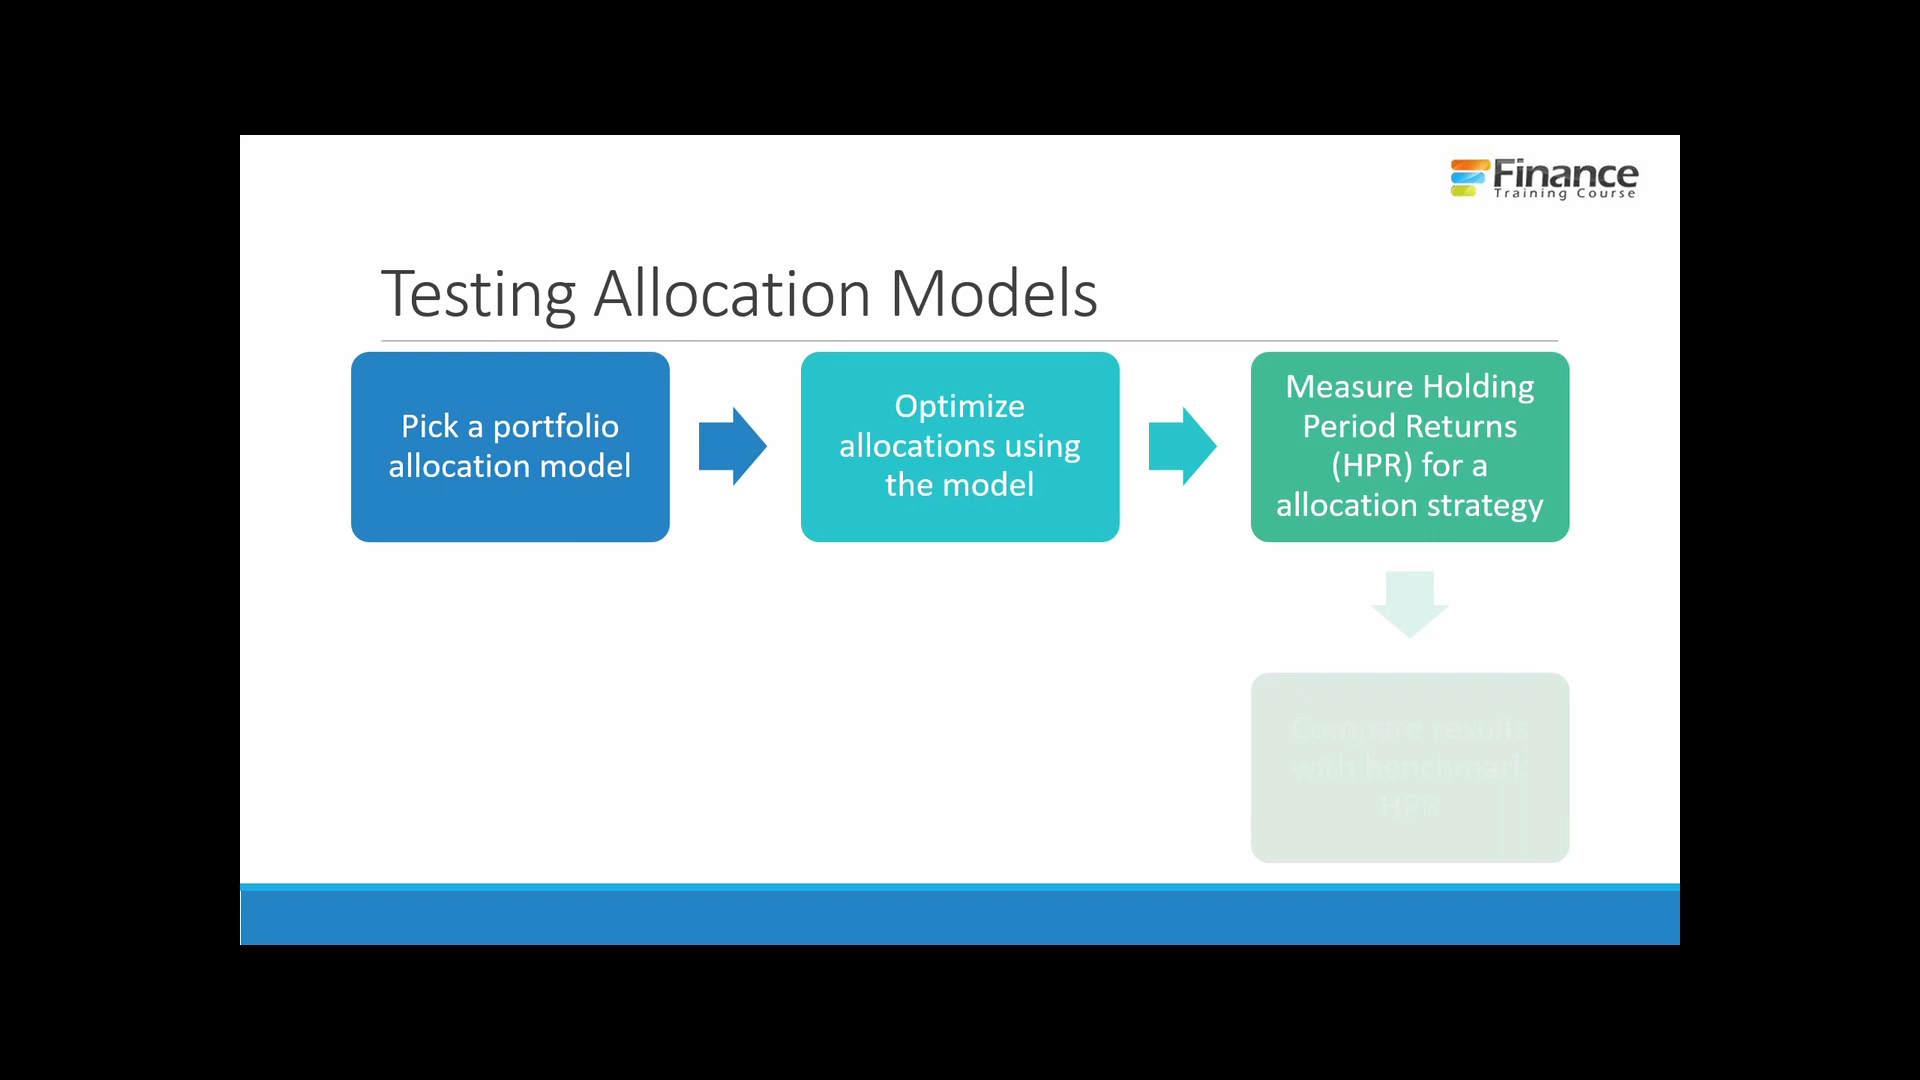 Finance
Training Course
Testing Allocation Models
Pick a portfolio
allocation model
Optimize
allocations using
the model
Measure Holding
Period Returns
(HPR) for a
allocation strategy
Compare results
with benchmark
HPR